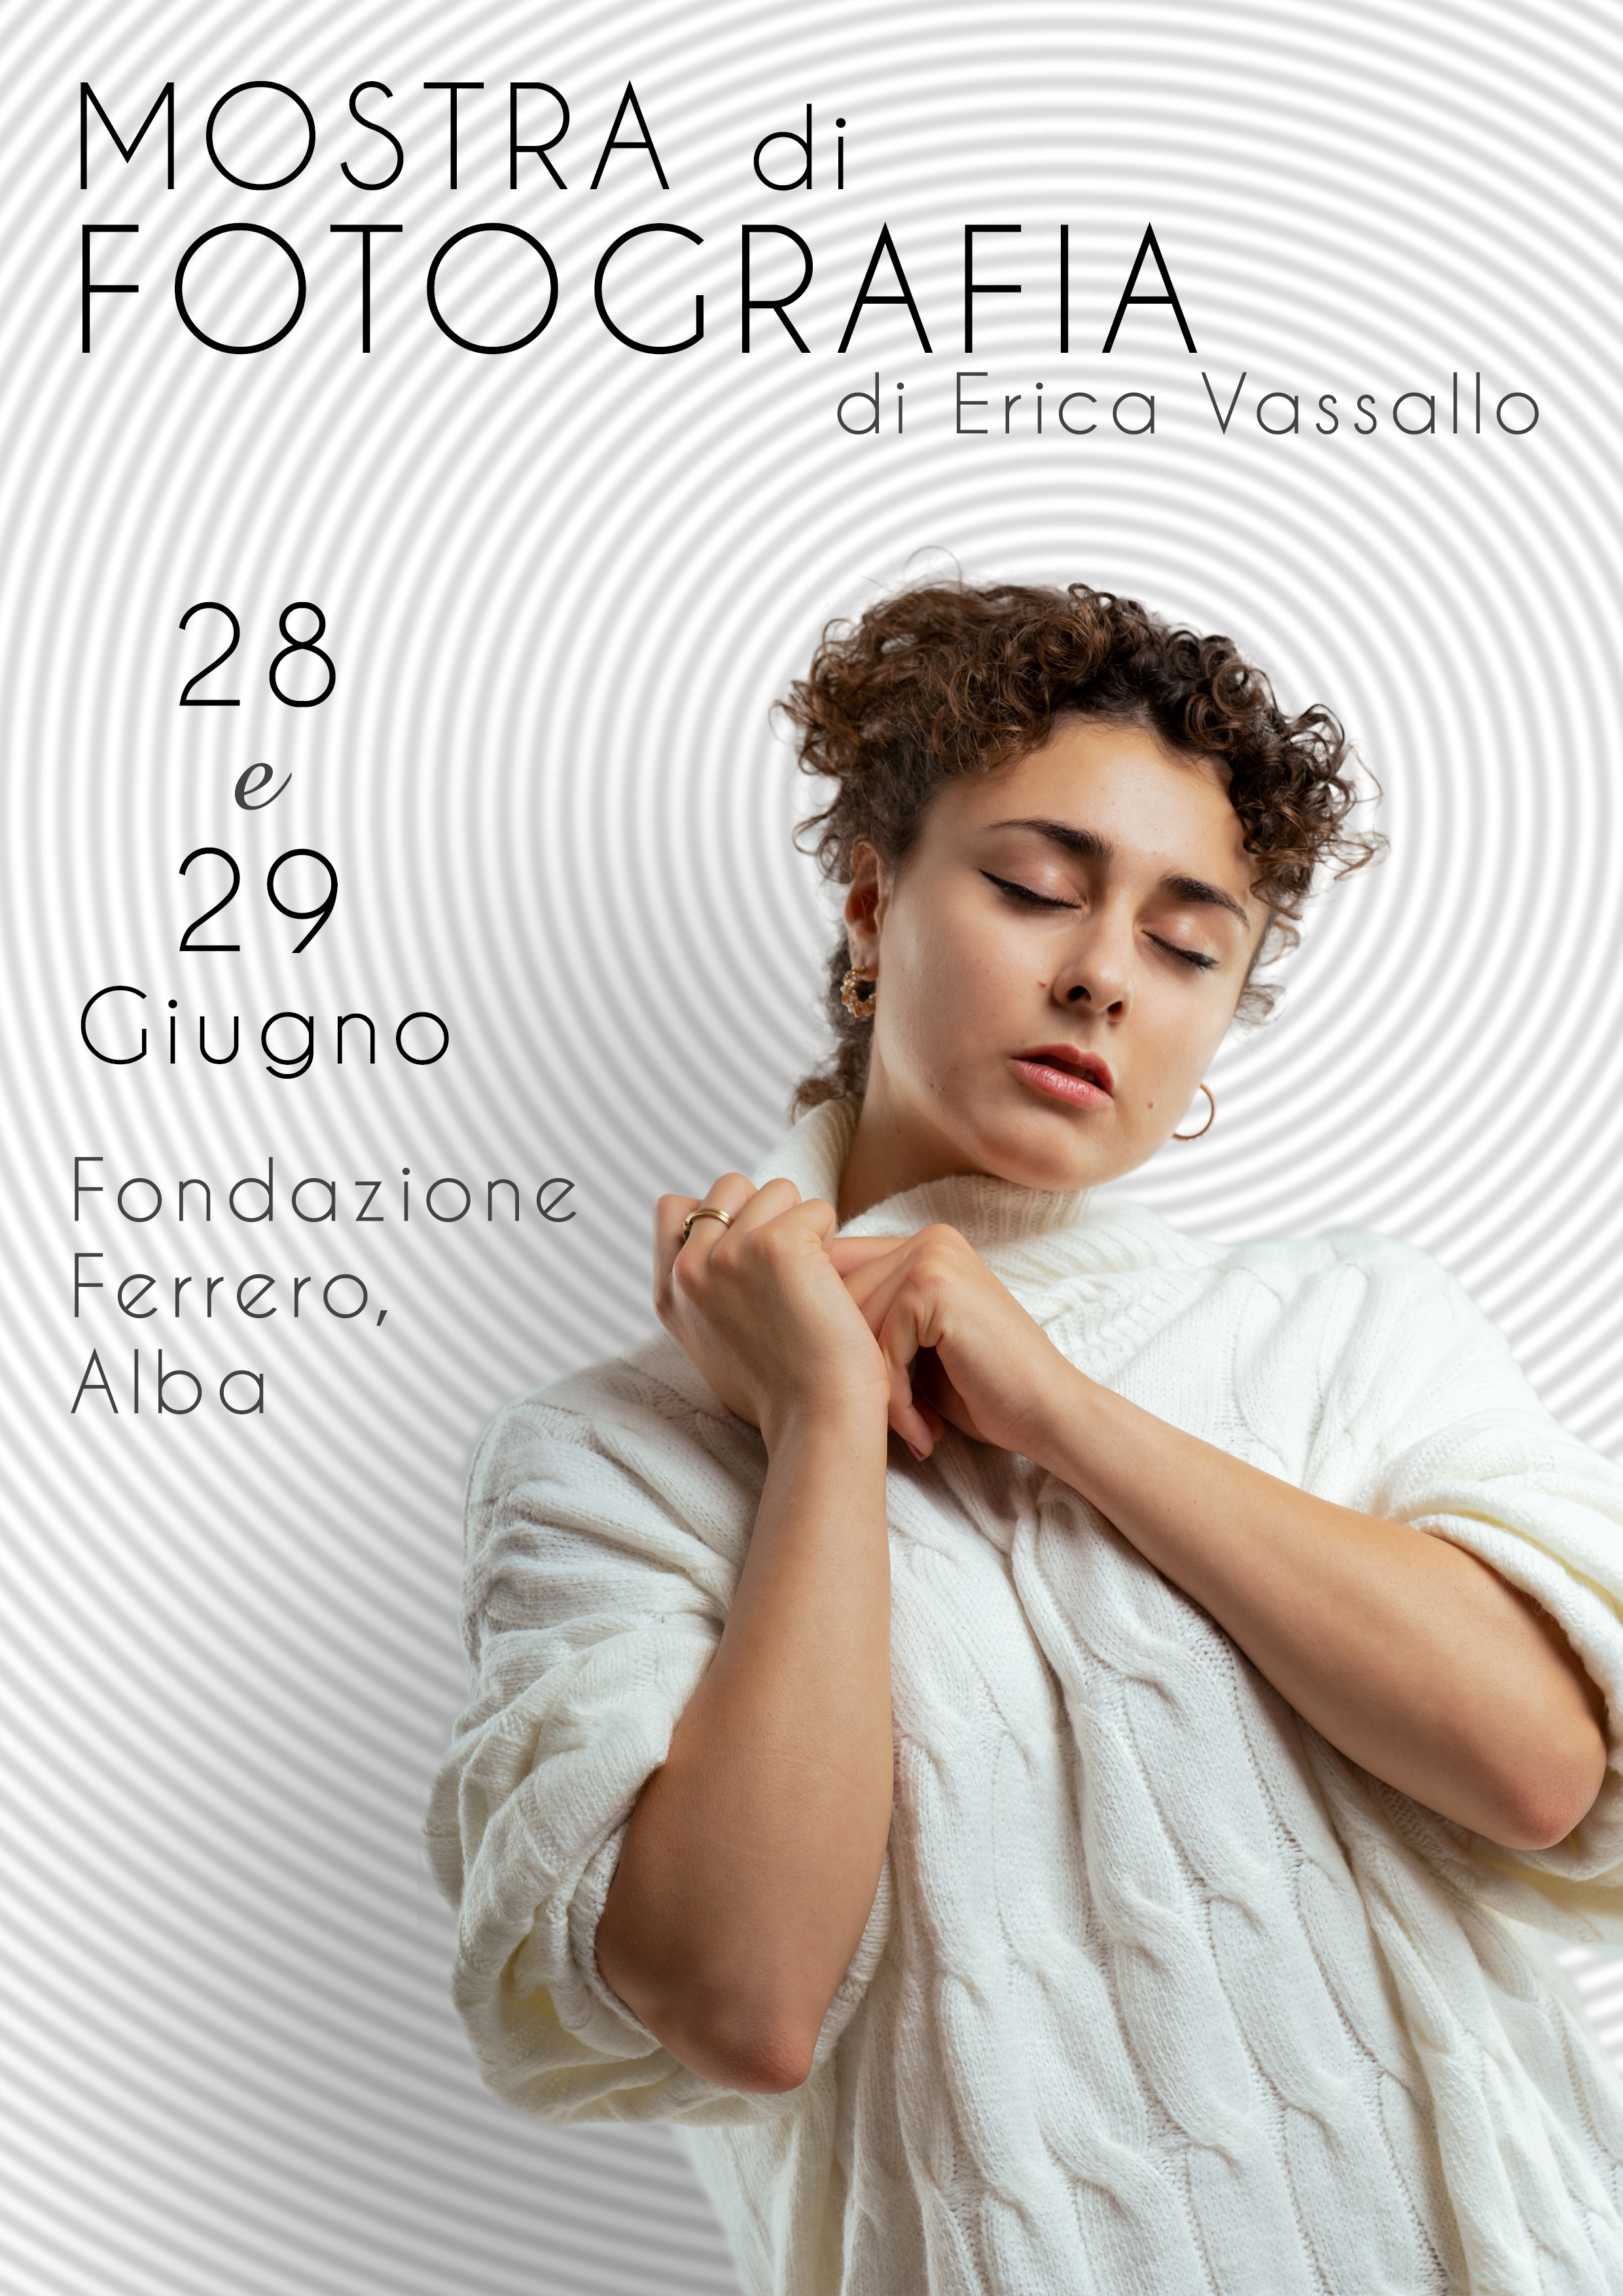 MOSTRA di
FOTOGRAFIA
di Erica Vassallo
28
e
29
Giugno
Fondazione
Ferrero,
Alba